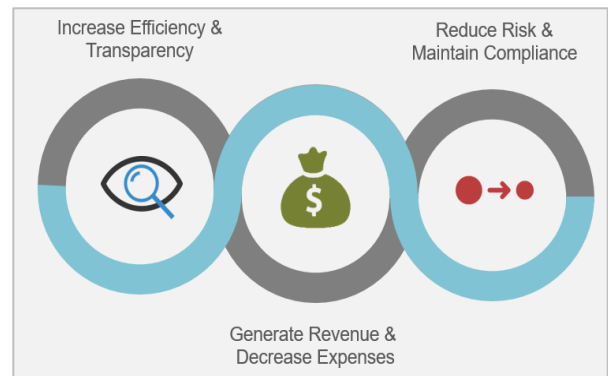 Increase Efficiency &
Transparency
Reduce Risk &
Maintain Compliance
$
Generate Revenue &
Decrease Expenses